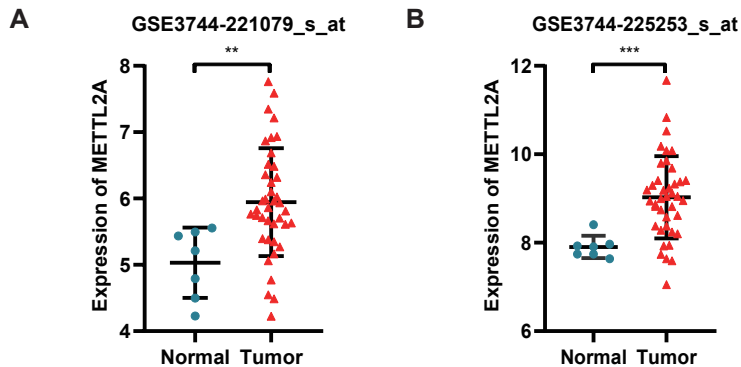 A
GSE3744-221079_s_at
**
Expression of METTL2A
8
7
6
5
4
Normal Tumor
B
GSE3744-225253_s_at
***
Expression of METTL2A
12
10
8
6
Normal Tumor